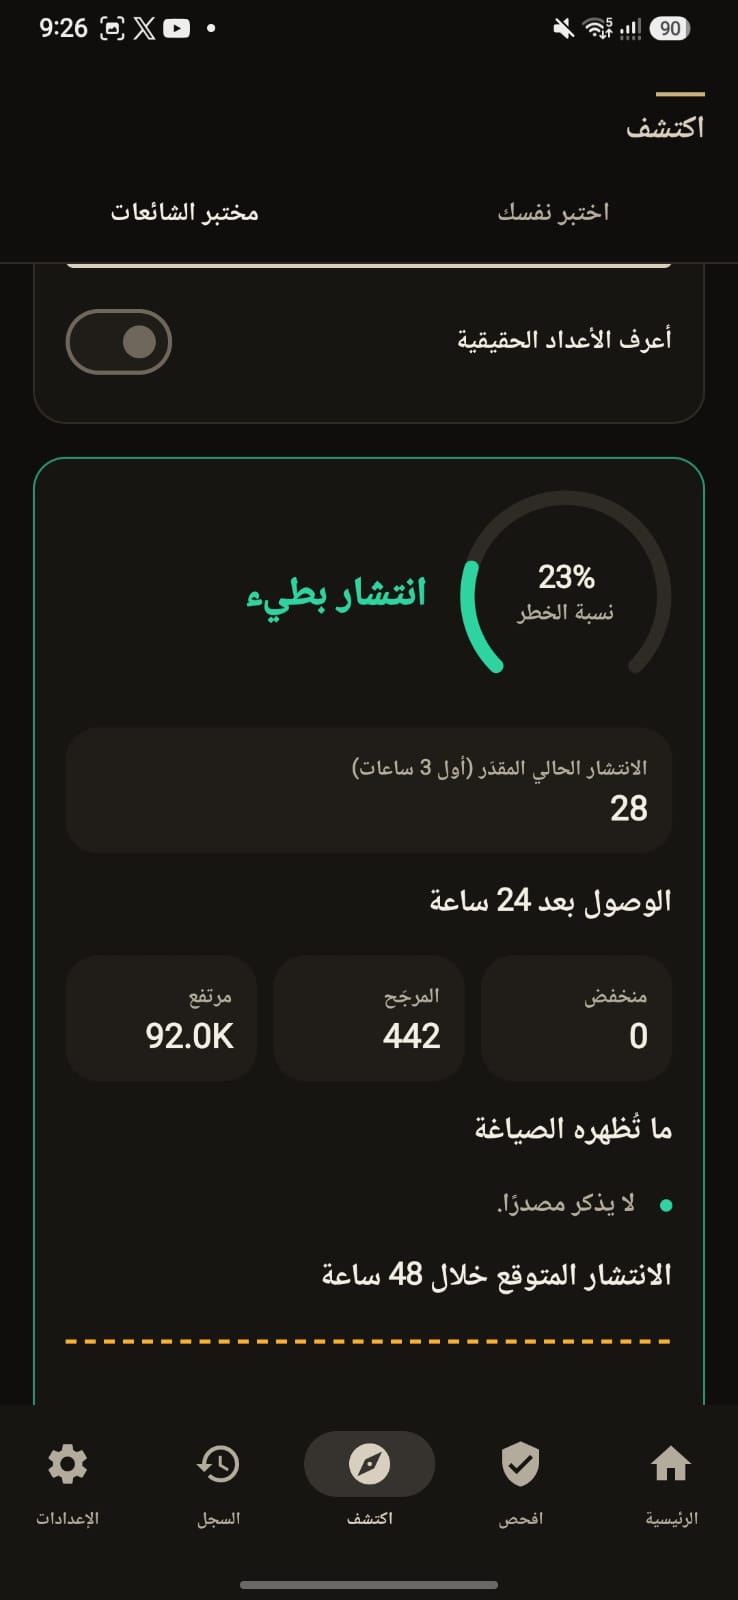 9:26
90
اكتشف
اختبر نفسك
مختبر الشائعات
أعرف الأعداد الحقيقية
23%
نسبة الخطر
انتشار بطيء
الانتشار الحالي المقدّر (أول 3 ساعات)
28
الوصول بعد 24 ساعة
منخفض
0
المرجّح
442
مرتفع
92.0K
ما تُظهره الصياغة
لا يذكر مصدرًا.
الانتشار المتوقع خلال 48 ساعة
الرئيسية
افحص
اكتشف
السجل
الإعدادات